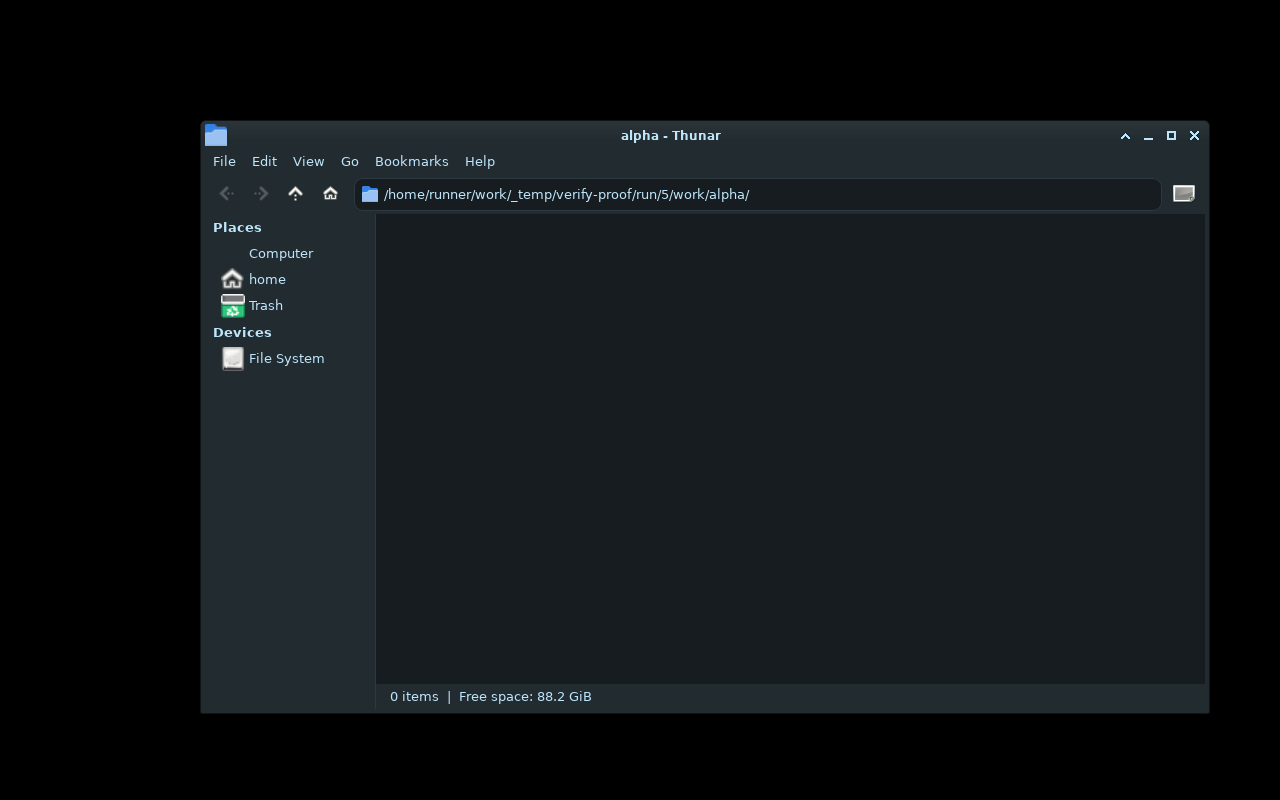 alpha - Thunar
File Edit View Go Bookmarks Help
/home/runner/work/_temp/verify-proof/run/5/work/alpha/
Places
Computer
home
Trash
Devices
File System
0 items | Free space: 88.2 GiB